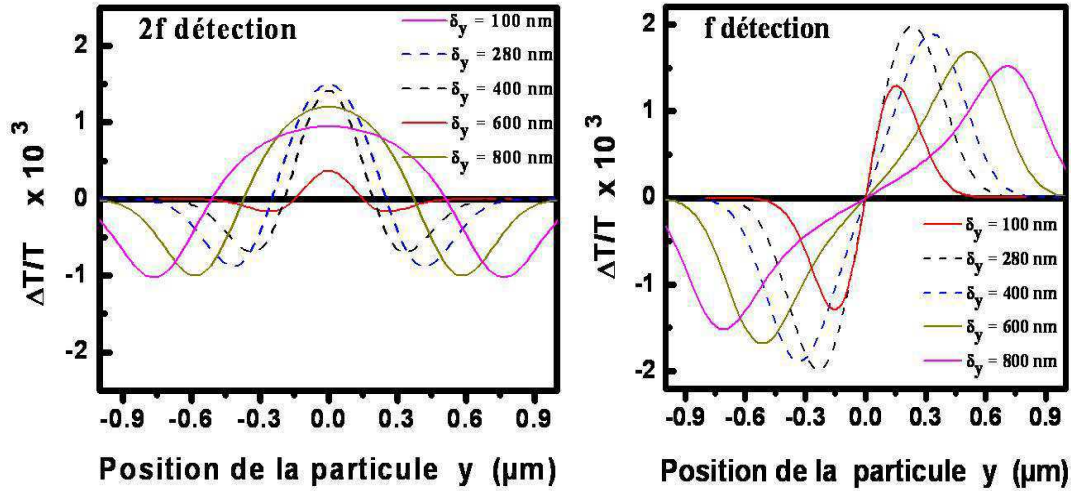 2f détection
δy = 100 nm
δy = 280 nm
δy = 400 nm
δy = 600 nm
δy = 800 nm
2
1
0
-1
-2
ΔT/T x 10³
-0.9 -0.6 -0.3 0.0 0.3 0.6 0.9
Position de la particule y (µm)
f détection
2
1
0
-1
-2
ΔT/T x 10³
δy = 100 nm
δy = 280 nm
δy = 400 nm
δy = 600 nm
δy = 800 nm
-0.9 -0.6 -0.3 0.0 0.3 0.6 0.9
Position de la particule y (µm)